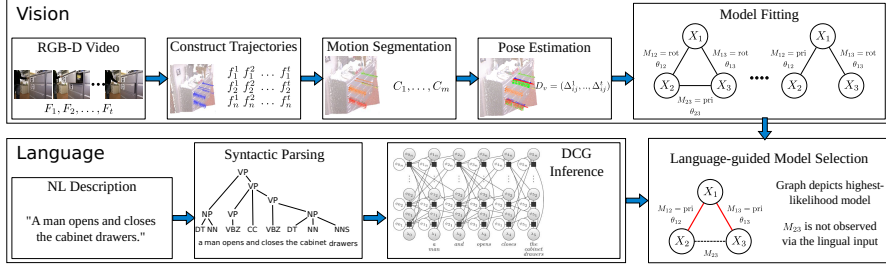 Vision
RGB-D Video
F₁, F₂, . . . , Fₜ
Construct Trajectories
f₁¹ f₁² . . . f₁ᵗ
f₂¹ f₂² . . . f₂ᵗ
fₙ¹ fₙ² . . . fₙᵗ
Motion Segmentation
C₁, . . . , Cₘ
Pose Estimation
Dᵥ = (Δ¹ᵢⱼ, .., Δᵗᵢⱼ)
Model Fitting
X₁
M₁₂ = rot
θ₁₂
M₁₃ = rot
θ₁₃
X₂
X₃
M₂₃ = pri
θ₂₃
X₁
M₁₂ = pri
θ₁₂
M₁₃ = rot
θ₁₃
X₂
X₃
Language
NL Description
"A man opens and closes
the cabinet drawers."
Syntactic Parsing
VP
VP
NP VP NP
DT NN VBZ CC VBZ DT NN NNS
a man opens and closes the cabinet drawers
DCG
Inference
a man
and
opens
closes
the cabinet drawers
Language-guided Model Selection
X₁
M₁₂ = pri
θ₁₂
M₁₃ = pri
θ₁₃
X₂
X₃
M₂₃
Graph depicts highest-
likelihood model
M₂₃ is not observed
via the lingual input